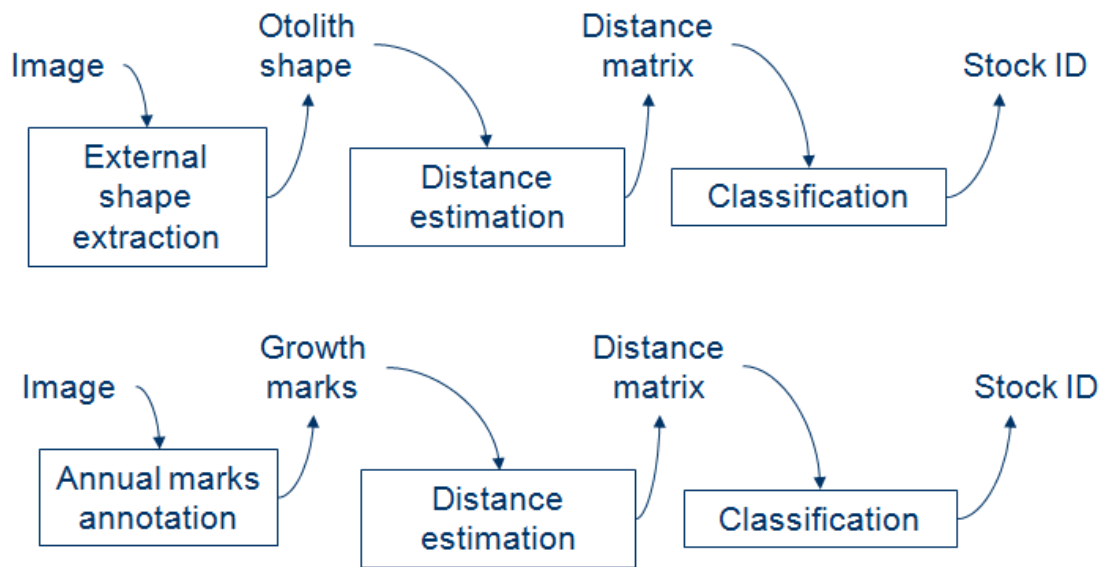 Image
Otolith
shape
Distance
matrix
Stock ID
External
shape
extraction
Distance
estimation
Classification
Image
Growth
marks
Distance
matrix
Stock ID
Annual marks
annotation
Distance
estimation
Classification